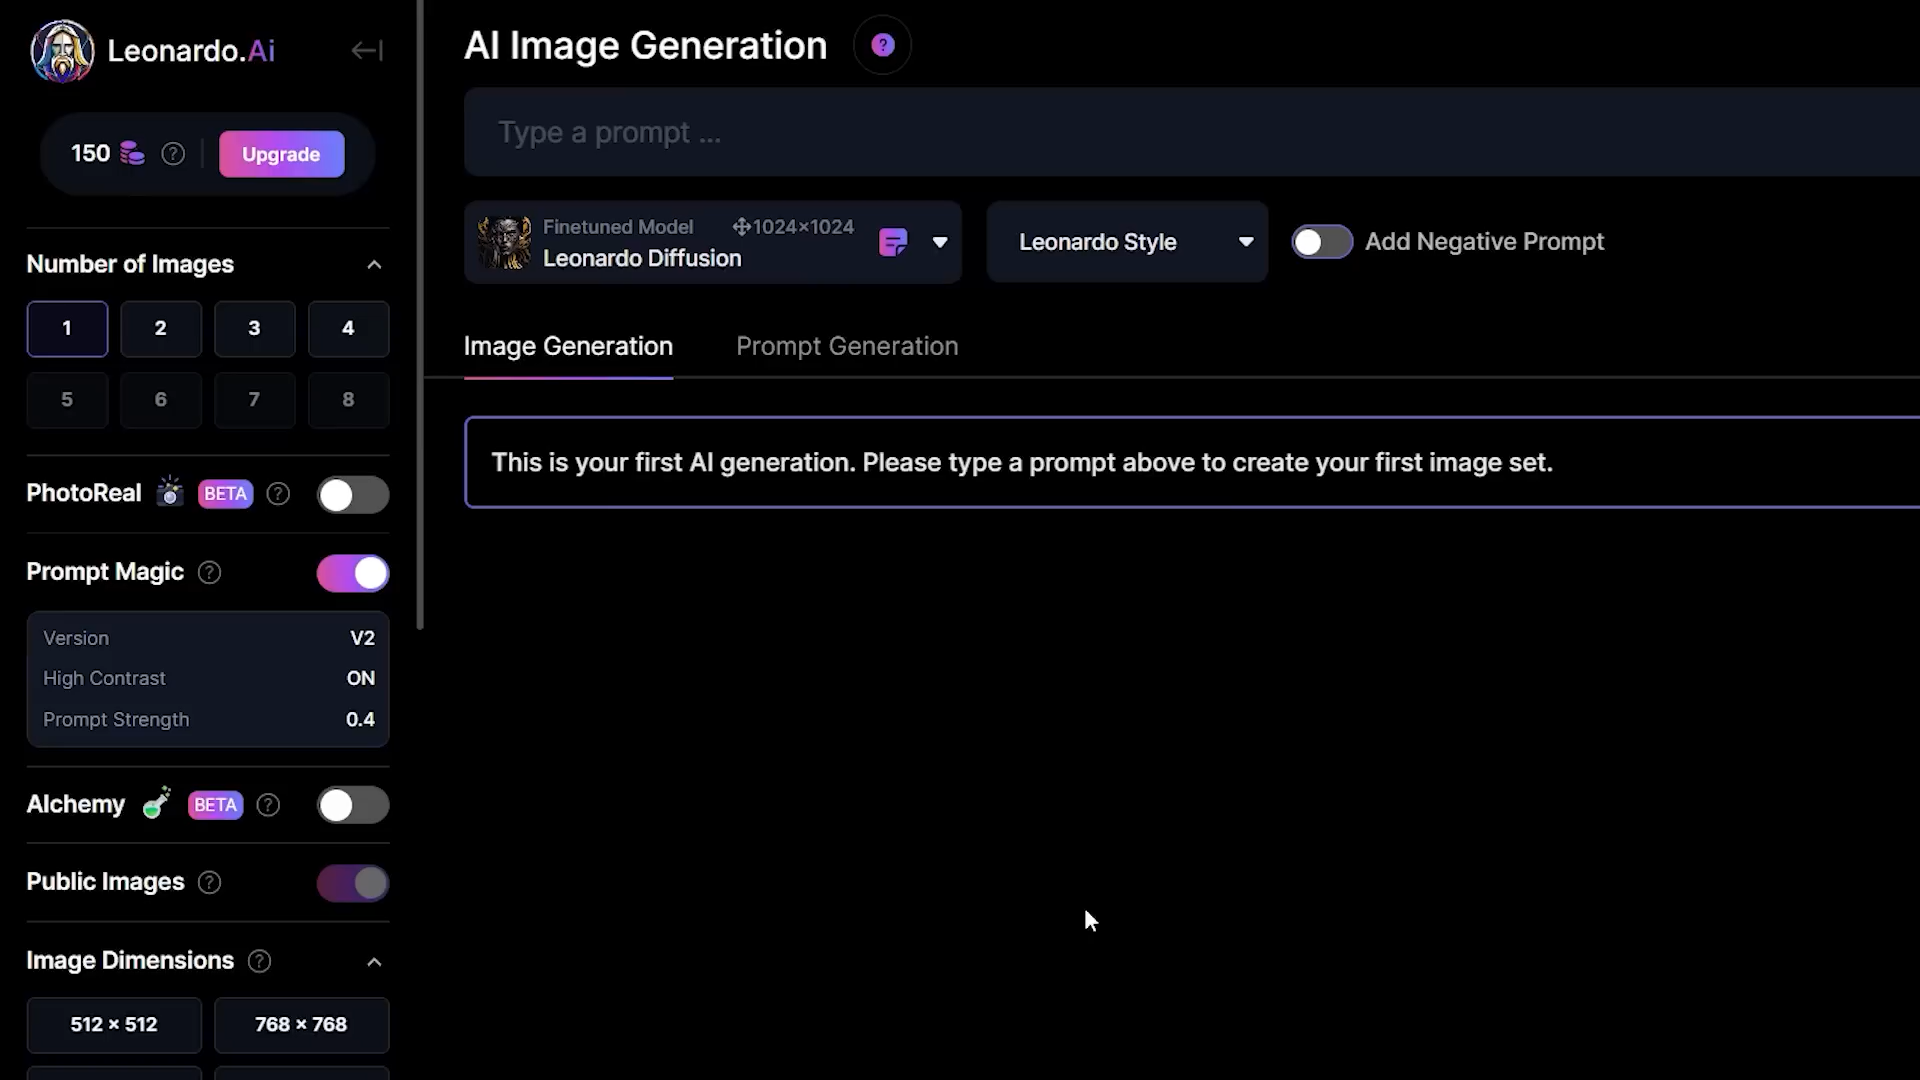 Leonardo.Ai
150
Upgrade
Number of Images
1
2
3
4
5
6
7
8
PhotoReal BETA
Prompt Magic
Version V2
High Contrast ON
Prompt Strength 0.4
Alchemy BETA
Public Images
Image Dimensions
512 × 512
768 × 768
AI Image Generation
Type a prompt ...
Finetuned Model 1024×1024
Leonardo Diffusion
Leonardo Style
Add Negative Prompt
Image Generation
Prompt Generation
This is your first AI generation. Please type a prompt above to create your first image set.